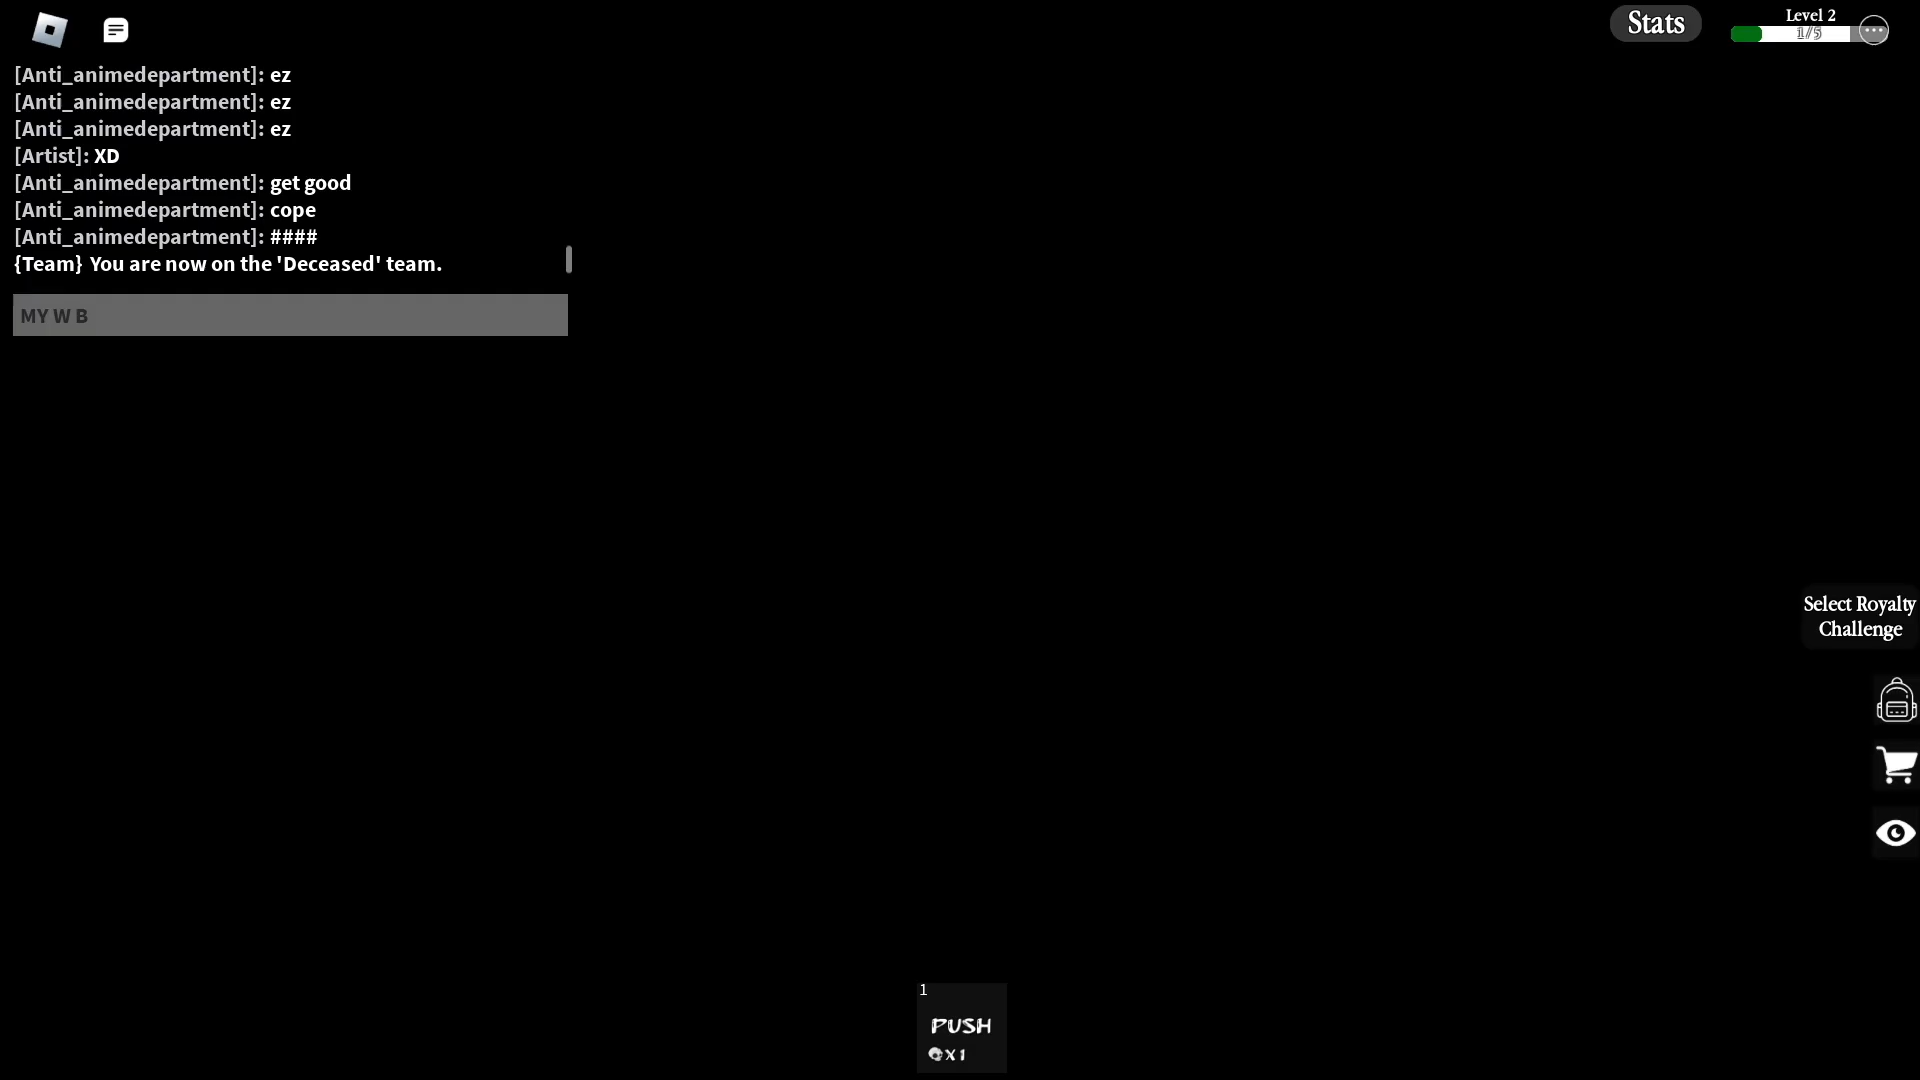 Stats
Level 2
1/5
[Anti_animedepartment]: ez
[Anti_animedepartment]: ez
[Anti_animedepartment]: ez
[Artist]: XD
[Anti_animedepartment]: get good
[Anti_animedepartment]: cope
[Anti_animedepartment]: ####
{Team} You are now on the 'Deceased' team.
MY W B
Select Royalty
Challenge
1
PUSH
X1